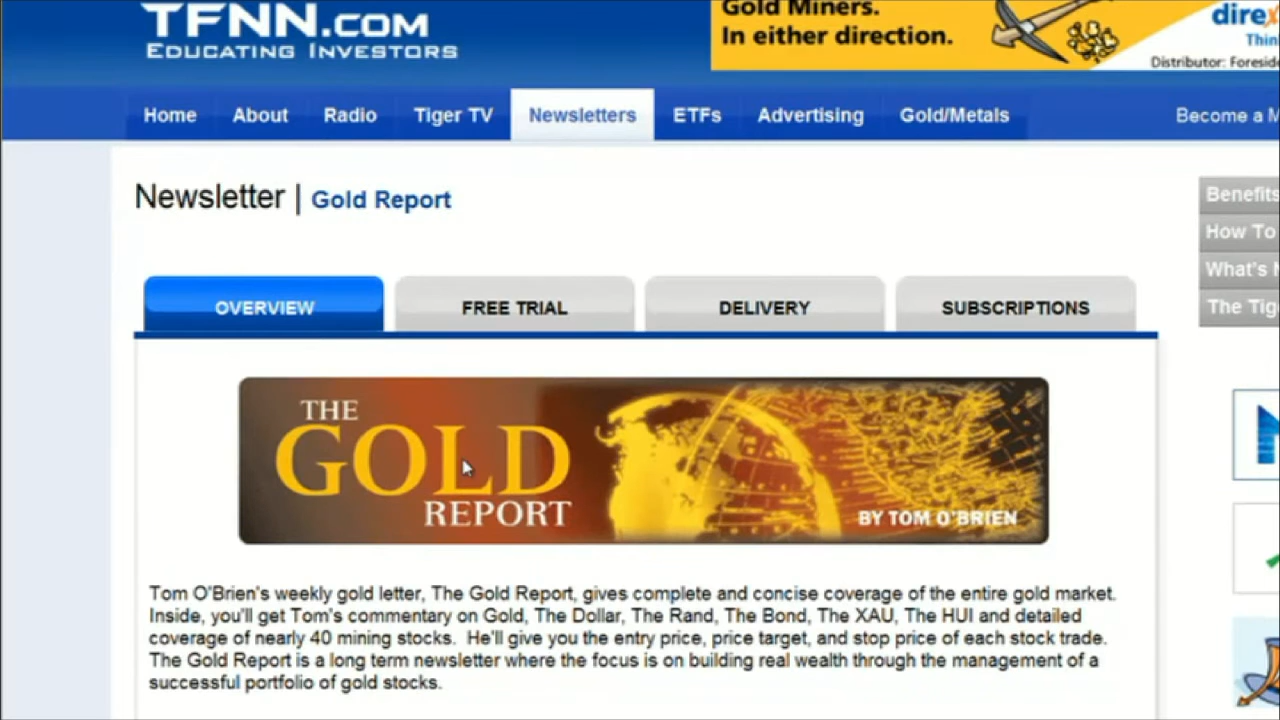 TFNN.COM
EDUCATING INVESTORS
Gold Miners.
In either direction.
Distributor:
Home About Radio Tiger TV Newsletters ETFs Advertising Gold/Metals Become a
Newsletter | Gold Report
Benefits
How To
What's
The
OVERVIEW FREE TRIAL DELIVERY SUBSCRIPTIONS
THE
GOLD
REPORT
BY TOM O'BRIEN
Tom O'Brien's weekly gold letter, The Gold Report, gives complete and concise coverage of the entire gold market.
Inside, you'll get Tom's commentary on Gold, The Dollar, The Rand, The Bond, The XAU, The HUI and detailed
coverage of nearly 40 mining stocks. He'll give you the entry price, price target, and stop price of each stock trade.
The Gold Report is a long term newsletter where the focus is on building real wealth through the management of a
successful portfolio of gold stocks.